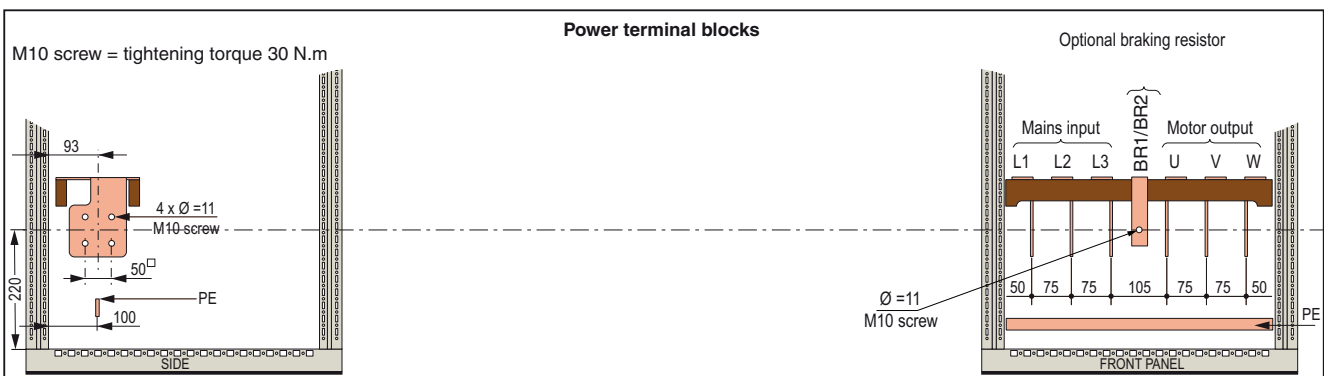 Power terminal blocks
M10 screw = tightening torque 30 N.m
93
4 x Ø =11
M10 screw
50□
220
PE
100
SIDE
Optional braking resistor
BR1/BR2
Mains input
Motor output
L1 L2 L3 U V W
50 75 75 105 75 75 50
Ø =11
M10 screw
PE
FRONT PANEL